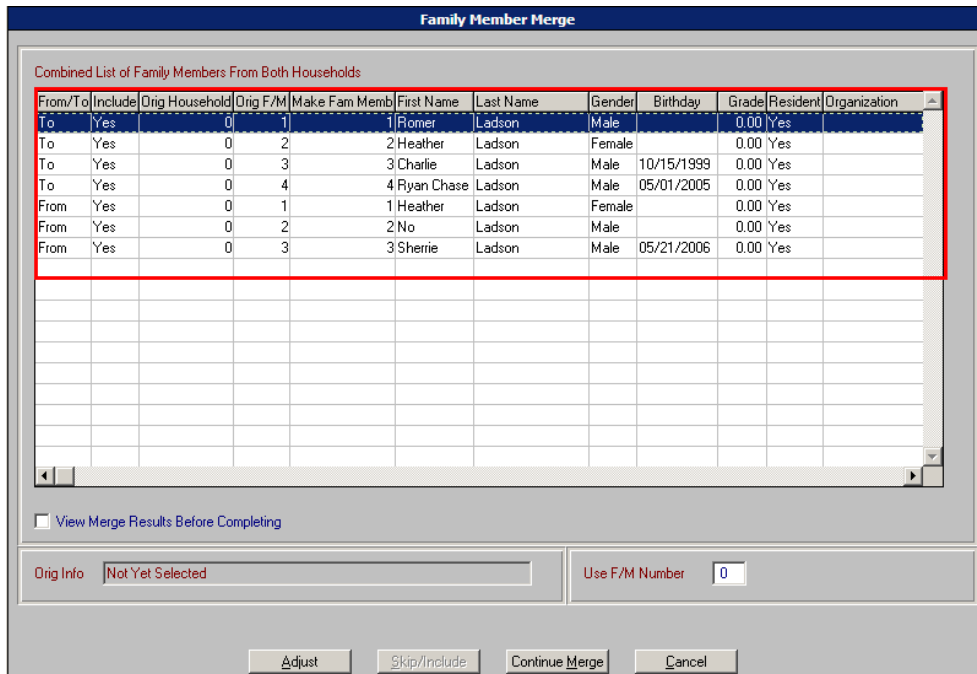 Family Member Merge
Combined List of Family Members From Both Households
From/To Include Orig Household Orig F/M Make Fam Memb First Name Last Name Gender Birthday Grade Resident Organization
To Yes 0 1 1 Romer Ladson Male 0.00 Yes
To Yes 0 2 2 Heather Ladson Female 0.00 Yes
To Yes 0 3 3 Charlie Ladson Male 10/15/1999 0.00 Yes
To Yes 0 4 4 Ryan Chase Ladson Male 05/01/2005 0.00 Yes
From Yes 0 1 1 Heather Ladson Female 0.00 Yes
From Yes 0 2 2 No Ladson Male 0.00 Yes
From Yes 0 3 3 Sherrie Ladson Male 05/21/2006 0.00 Yes
View Merge Results Before Completing
Orig Info Not Yet Selected Use F/M Number 0
Adjust Skip/Include Continue Merge Cancel